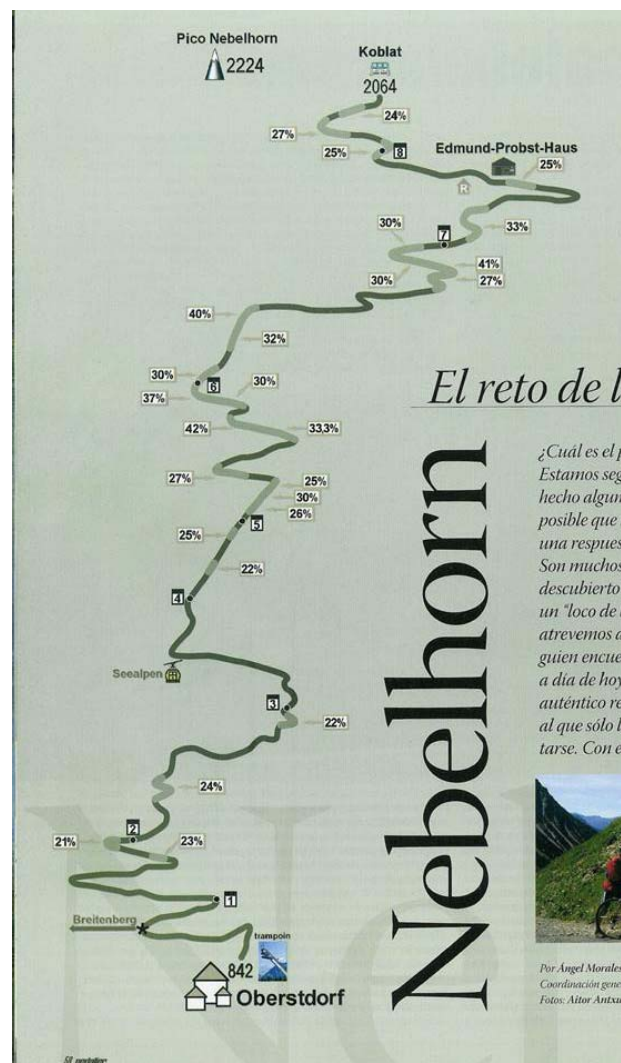 Pico Nebelhorn
2224
Koblat
2064
24%
27%
25%
8
Edmund-Probst-Haus
25%
R
33%
30%
7
41%
30%
27%
40%
32%
30%
6
30%
37%
42%
33,3%
27%
25%
30%
26%
5
25%
22%
4
Seealpen
3
22%
24%
2
21%
23%
1
Breitenberg
*
trampoin
842
Oberstdorf
El reto de l
Nebelhorn
¿Cuál es el p
Estamos seg
hecho algun
posible que
una respues
Son muchos
descubierto
un "loco de l
atrevemos a
guien encue
a día de hoy
auténtico re
al que sólo l
tarse. Con e
Por Ángel Morales
Coordinación gene
Fotos: Aitor Antxu
Nel